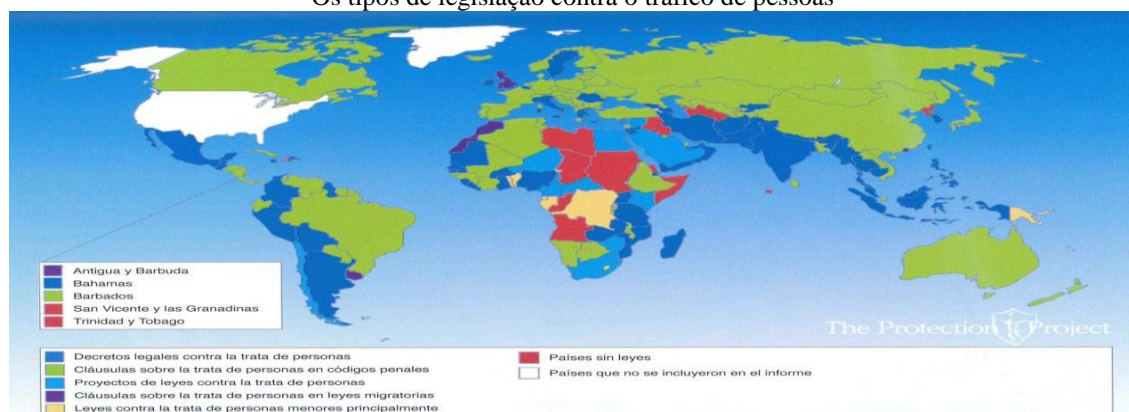 Os tipos de legislação contra o tráfico de pessoas
Antigua y Barbuda
Bahamas
Barbados
San Vicente y las Granadinas
Trinidad y Tobago
The Protection Project
Decretos legales contra la trata de personas
Cláusulas sobre la trata de personas en códigos penales
Proyectos de leyes contra la trata de personas
Cláusulas sobre la trata de personas en leyes migratorias
Leyes contra la trata de personas menores principalmente
Países sin leyes
Países que no se incluyeron en el informe